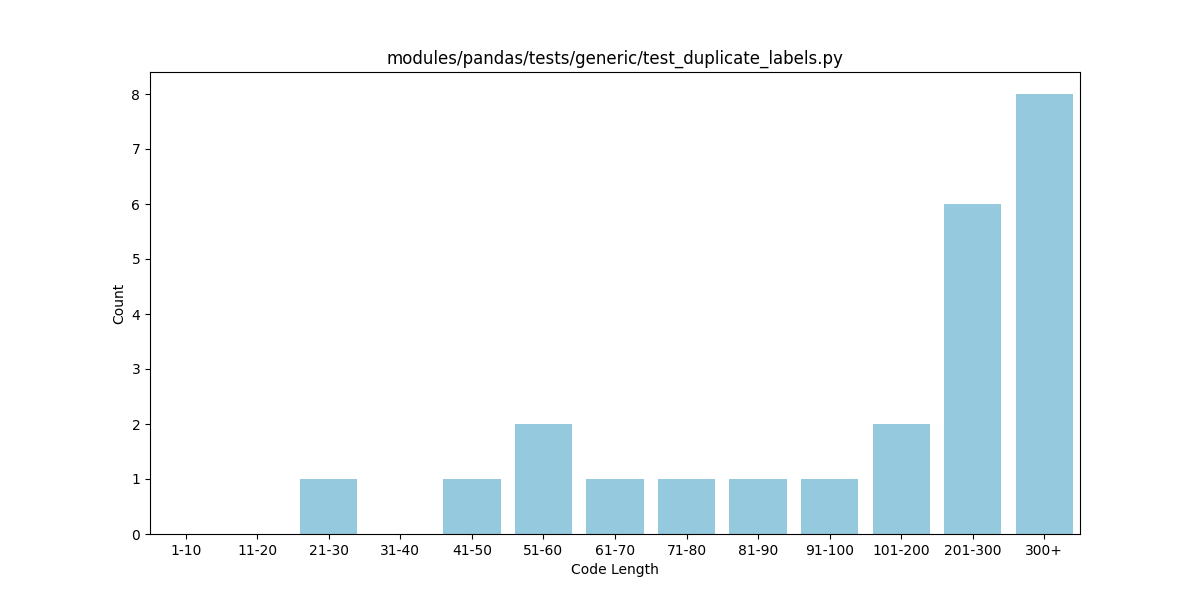 modules/pandas/tests/generic/test_duplicate_labels.py
8
7
6
5
4
3
2
1
0
Count
1-10 11-20 21-30 31-40 41-50 51-60 61-70 71-80 81-90 91-100 101-200 201-300 300+
Code Length